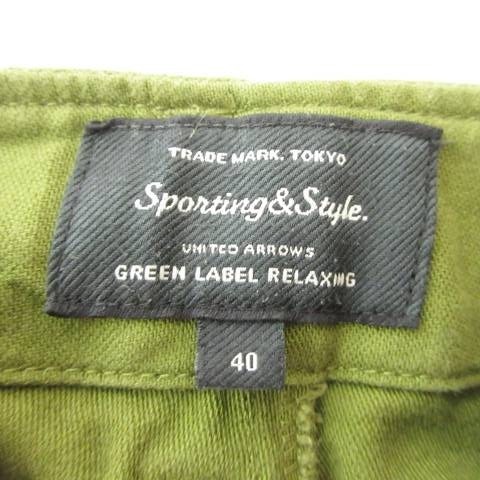 TRADE MARK. TOKYO
Sporting&Style.
UNITED ARROWS
GREEN LABEL RELAXING
40